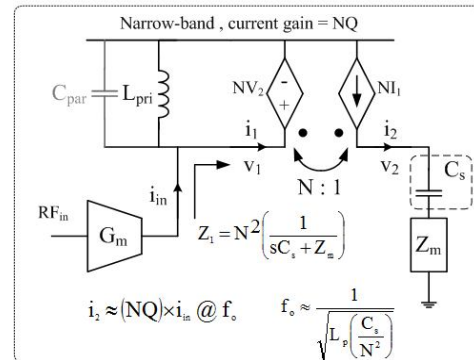 Narrow-band, current gain = NQ
C_par L_pri NV_2 - + NI_1
i_1 i_2
v_1 v_2 C_s
i_in N : 1
RF_in
G_m Z_1 = N^2 ( 1 / ( sC_s + Z_m ) ) Z_m
i_2 ≈ (NQ) × i_in @ f_o f_o ≈ 1 / √( L_p ( C_s / N^2 ) )